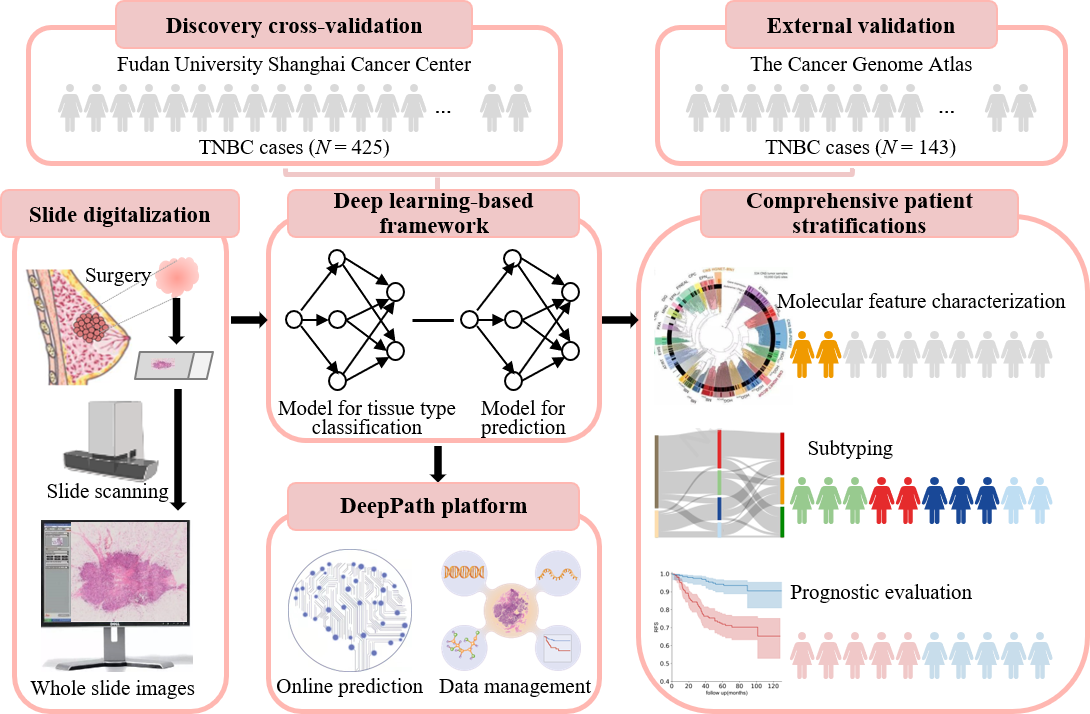 Discovery cross-validation
Fudan University Shanghai Cancer Center
...
TNBC cases (N = 425)
External validation
The Cancer Genome Atlas
...
TNBC cases (N = 143)
Slide digitalization
Surgery
Slide scanning
DELL
Whole slide images
Deep learning-based
framework
Model for tissue type
classification
Model for
prediction
DeepPath platform
Online prediction
Data management
Comprehensive patient
stratifications
Molecular feature characterization
Subtyping
Prognostic evaluation
RFS
1.0
0.9
0.8
0.7
0.6
0.5
0.4
0 20 40 60 80 100 120
follow up(months)